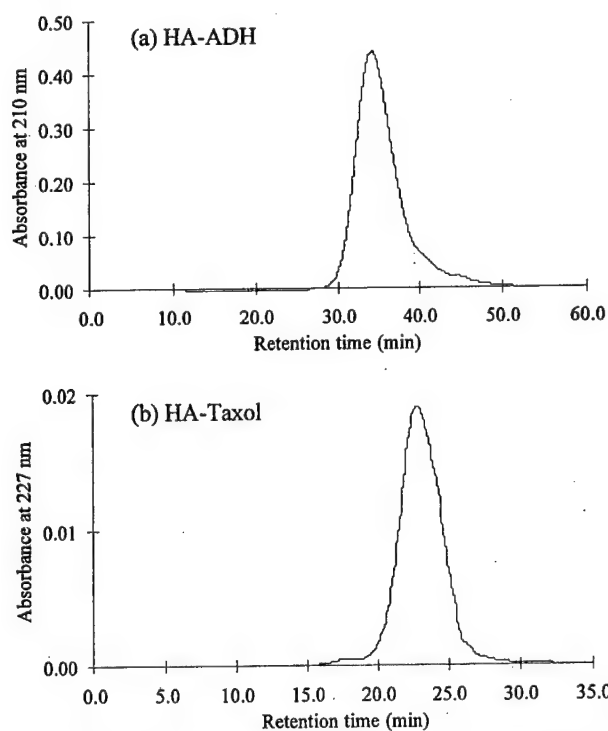 (a) HA-ADH
Absorbance at 210 nm
0.50
0.40
0.30
0.20
0.10
0.00
0.0 10.0 20.0 30.0 40.0 50.0 60.0
Retention time (min)
(b) HA-Taxol
Absorbance at 227 nm
0.02
0.01
0.00
0.0 5.0 10.0 15.0 20.0 25.0 30.0 35.0
Retention time (min)